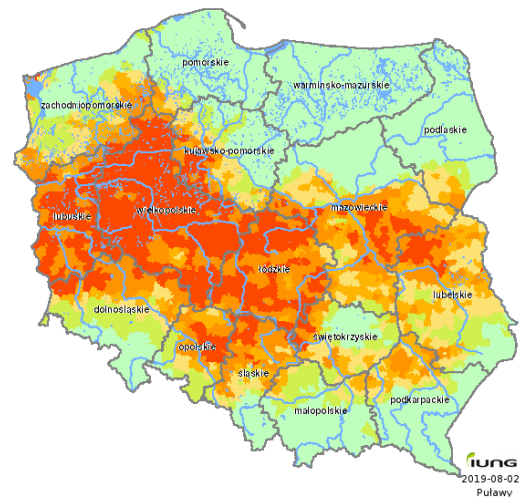 pomorskie
warmińsko-mazurskie
zachodniopomorskie
podlaskie
kujawsko-pomorskie
mazowieckie
lubuskie
wielkopolskie
łódzkie
lubelskie
dolnośląskie
świętokrzyskie
opolskie
śląskie
podkarpackie
małopolskie
IUNG
2019-08-02
Puławy